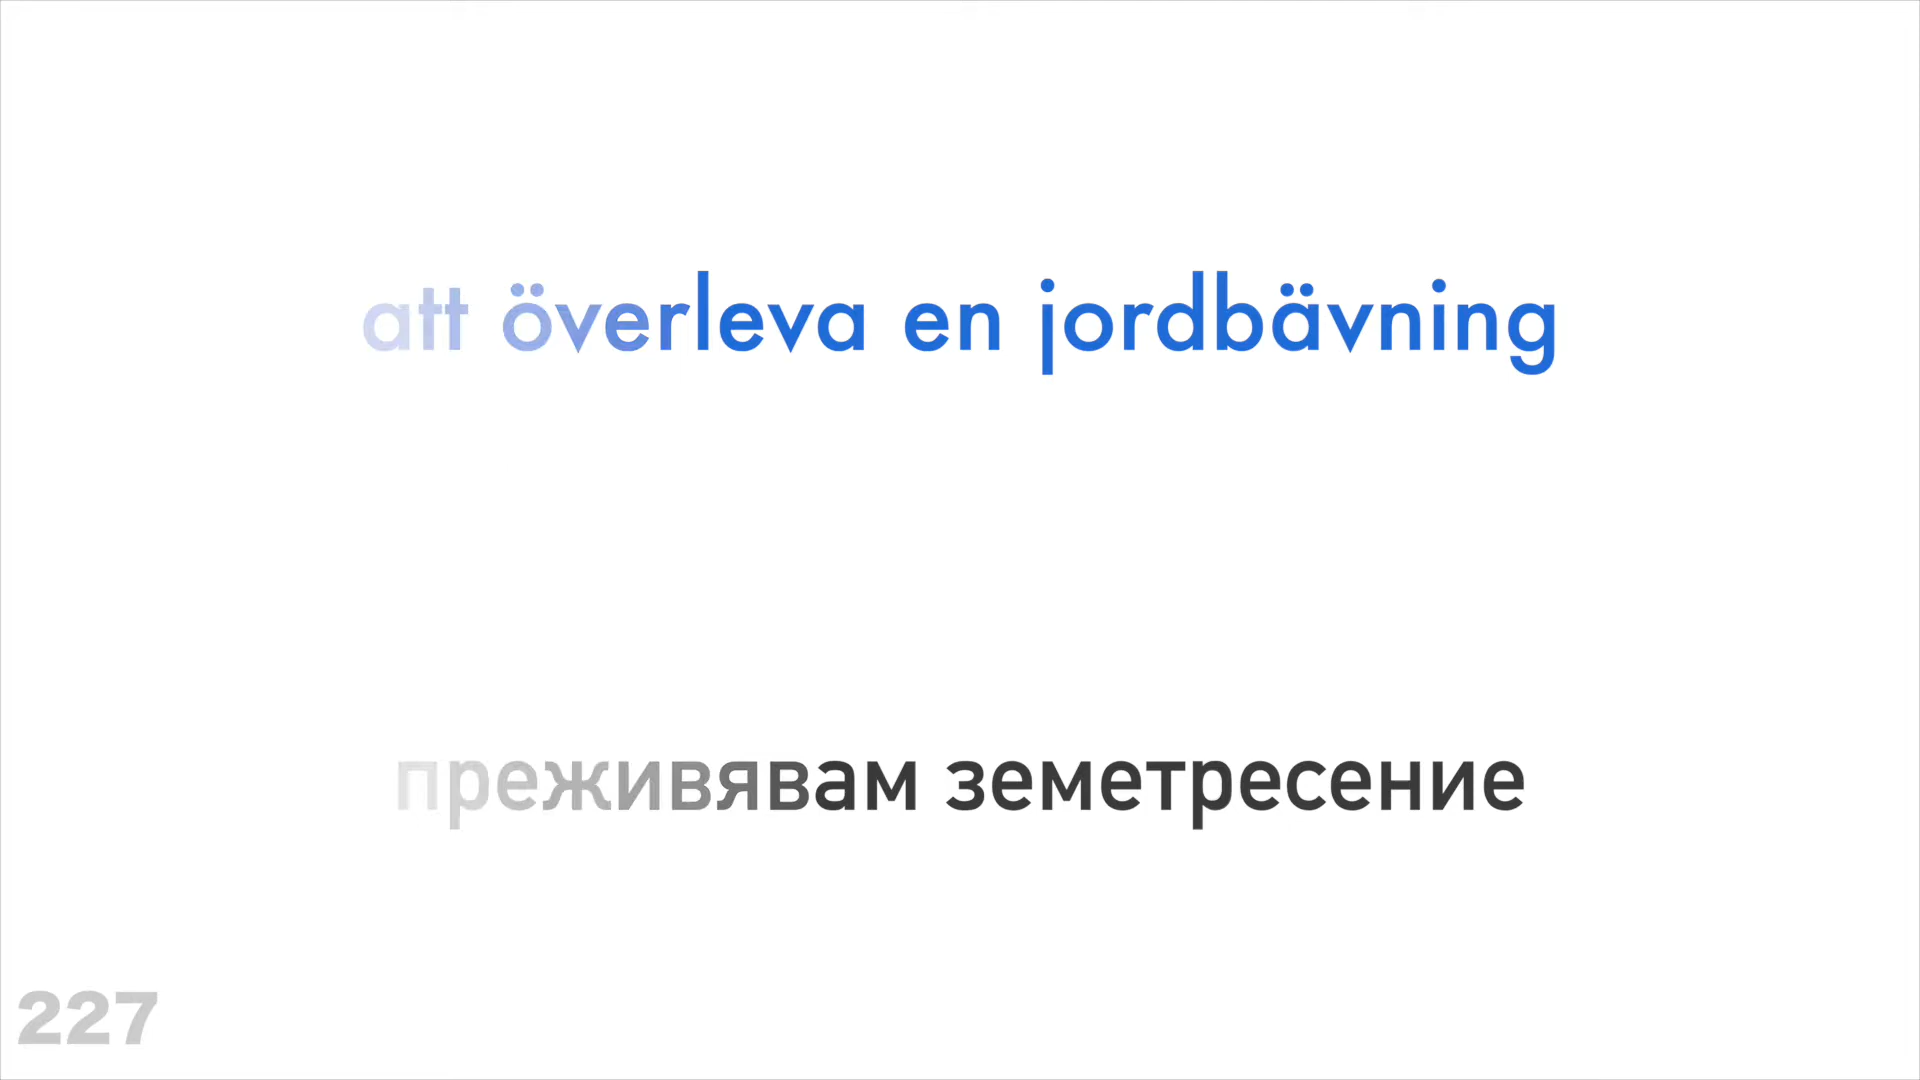 att överleva en jordbävning
преживявам земетресение
227